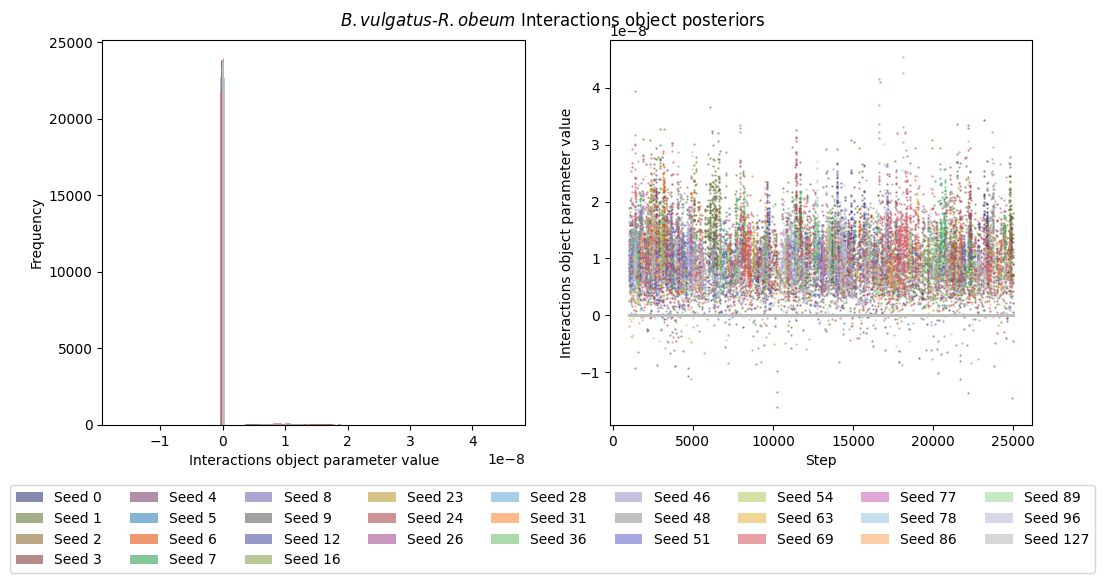 B.vulgatus-R.obeum Interactions object posteriors
25000
20000
15000
10000
5000
0
Frequency
−1
0
1
2
3
4
1e−8
Interactions object parameter value
1e−8
4
3
2
1
0
−1
Interactions object parameter value
0
5000
10000
15000
20000
25000
Step
Seed 0
Seed 1
Seed 2
Seed 3
Seed 4
Seed 5
Seed 6
Seed 7
Seed 8
Seed 9
Seed 12
Seed 16
Seed 23
Seed 24
Seed 26
Seed 28
Seed 31
Seed 36
Seed 46
Seed 48
Seed 51
Seed 54
Seed 63
Seed 69
Seed 77
Seed 78
Seed 86
Seed 89
Seed 96
Seed 127